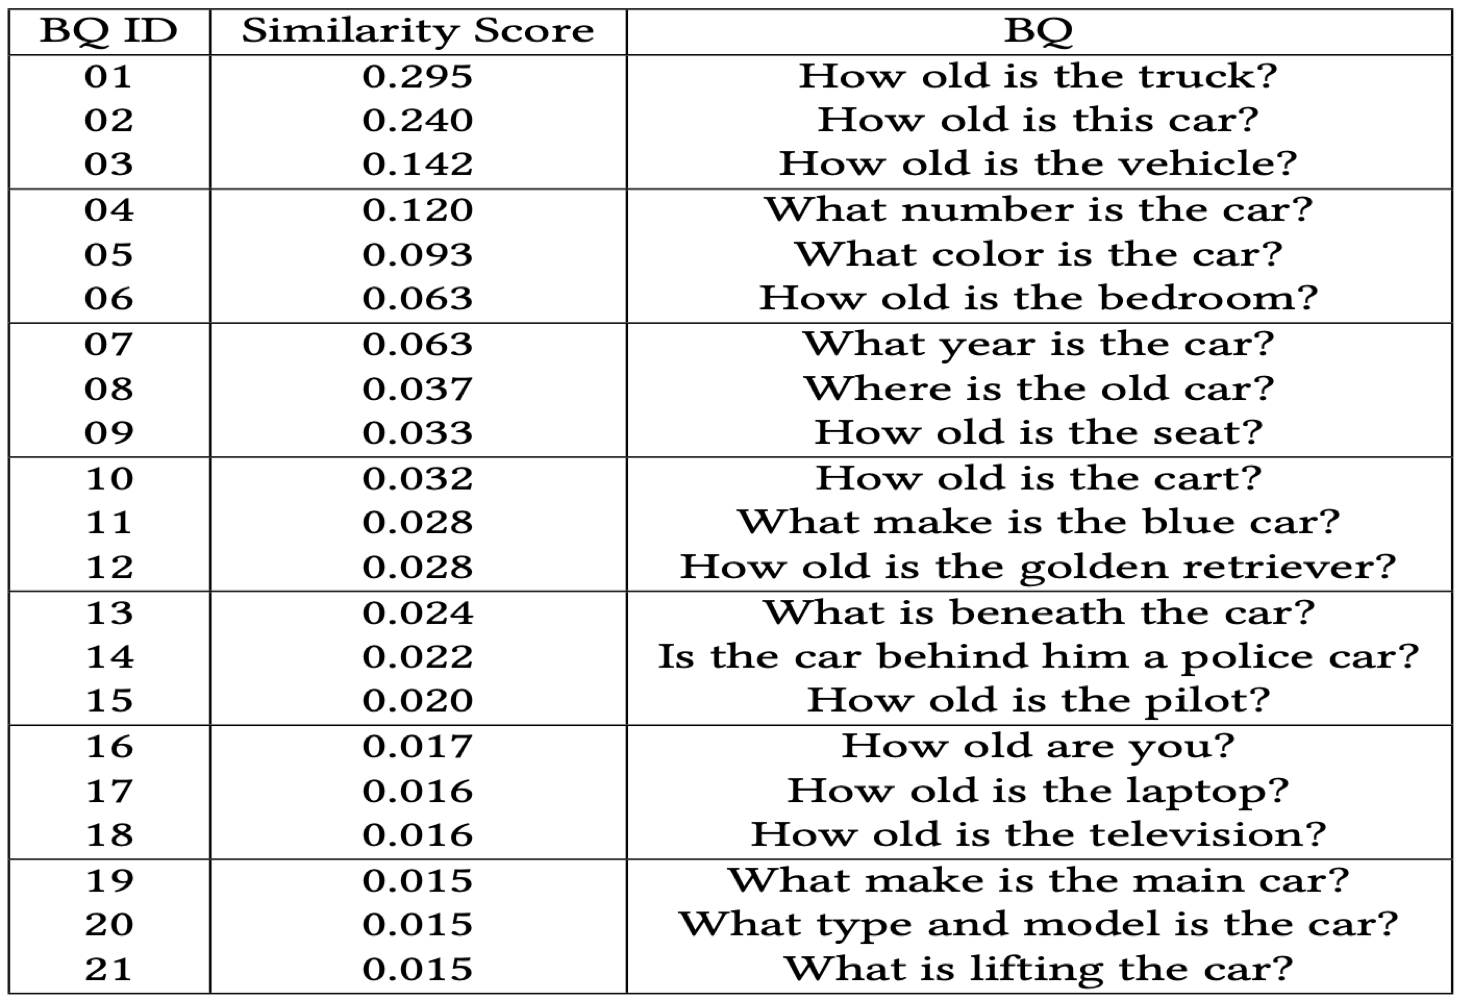 BQ ID Similarity Score BQ
01 0.295 How old is the truck?
02 0.240 How old is this car?
03 0.142 How old is the vehicle?
04 0.120 What number is the car?
05 0.093 What color is the car?
06 0.063 How old is the bedroom?
07 0.063 What year is the car?
08 0.037 Where is the old car?
09 0.033 How old is the seat?
10 0.032 How old is the cart?
11 0.028 What make is the blue car?
12 0.028 How old is the golden retriever?
13 0.024 What is beneath the car?
14 0.022 Is the car behind him a police car?
15 0.020 How old is the pilot?
16 0.017 How old are you?
17 0.016 How old is the laptop?
18 0.016 How old is the television?
19 0.015 What make is the main car?
20 0.015 What type and model is the car?
21 0.015 What is lifting the car?